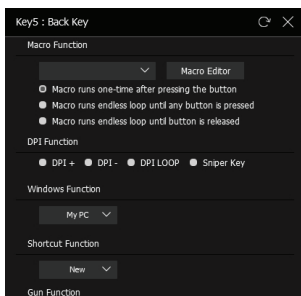 Key5 : Back Key
Macro Function
Macro Editor
Macro runs one-time after pressing the button
Macro runs endless loop until any button is pressed
Macro runs endless loop until button is released
DPI Function
DPI + DPI - DPI LOOP Sniper Key
Windows Function
My PC
Shortcut Function
New
Gun Function